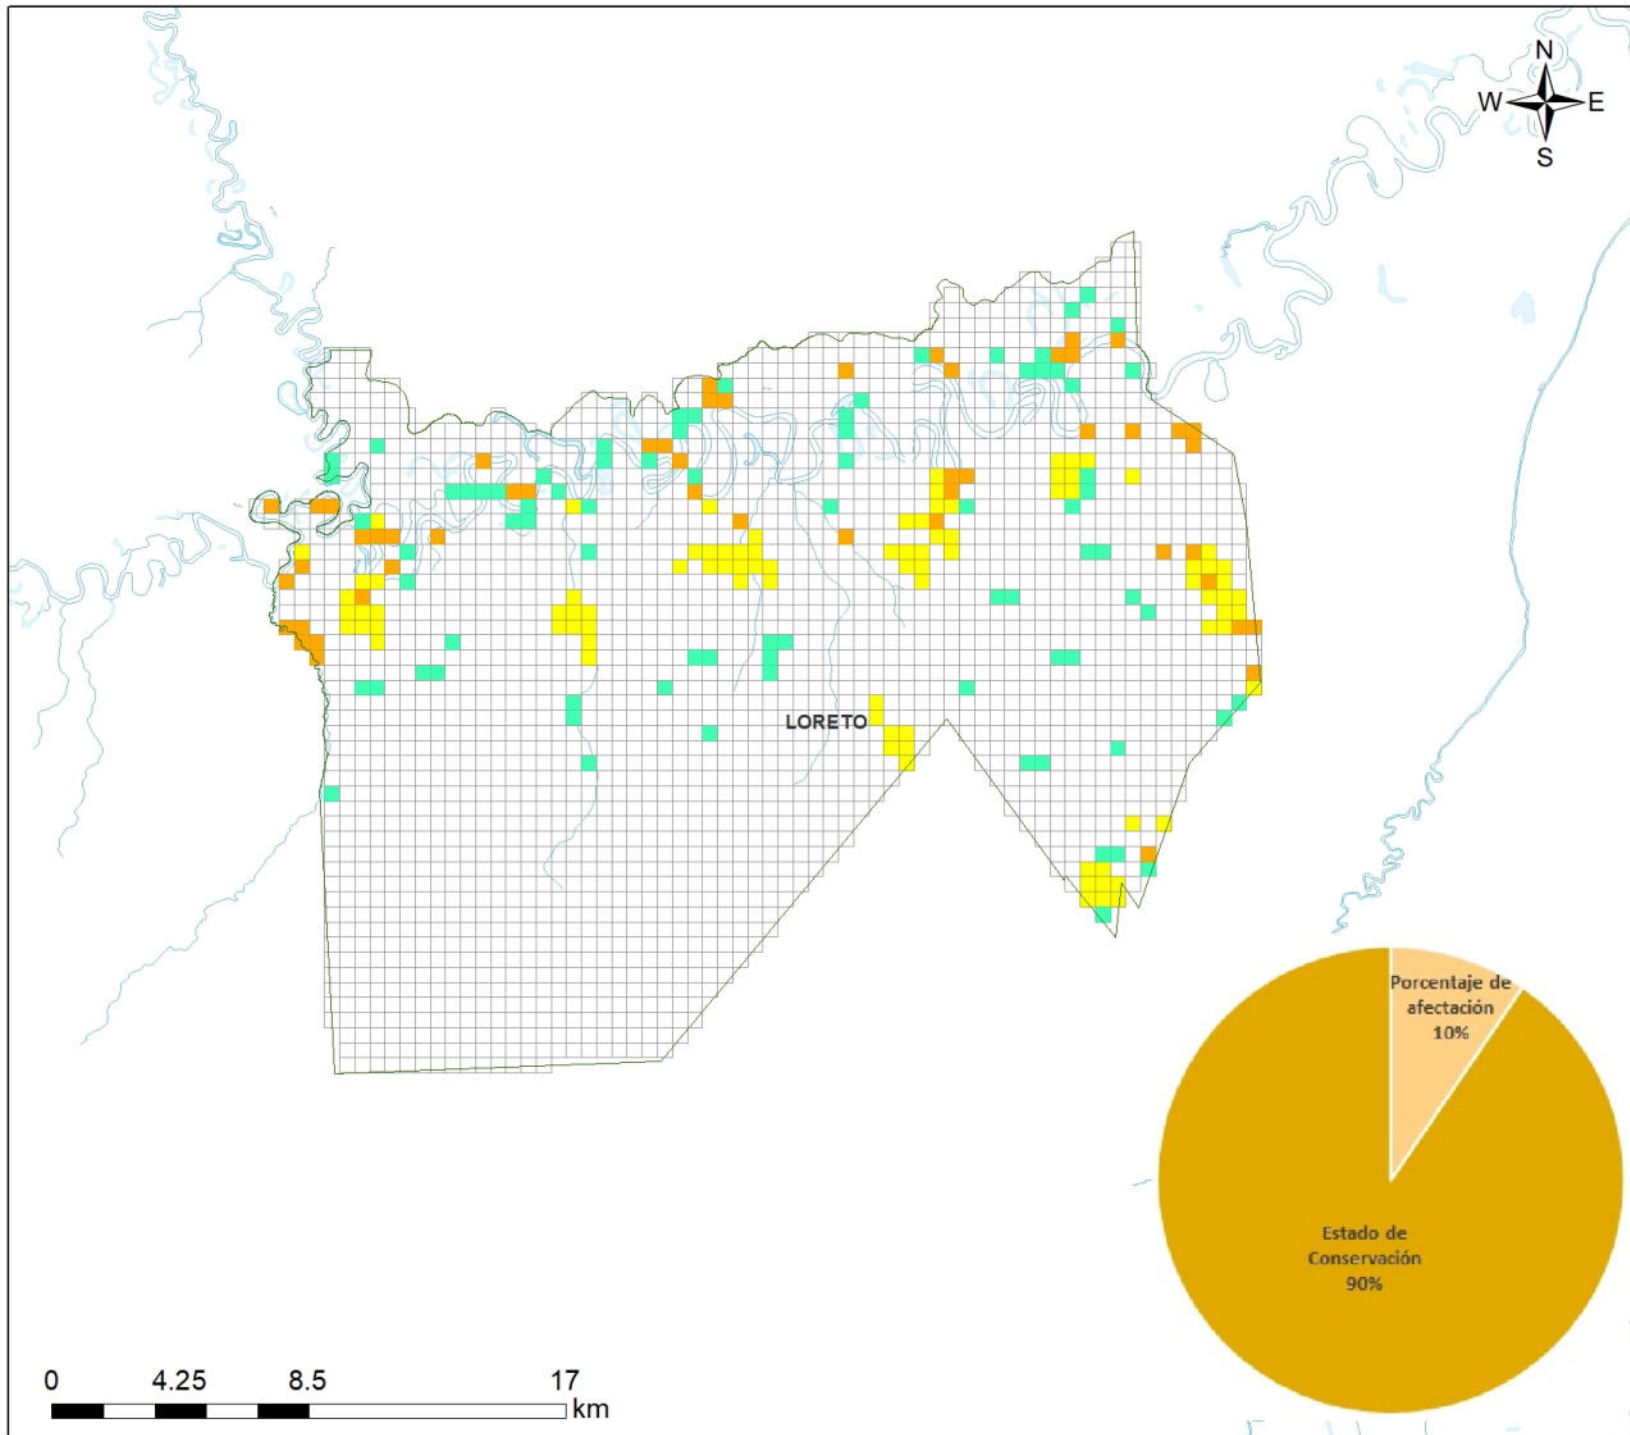 N
W E
S
LORETO
Porcentaje de
afectación
10%
Estado de
Conservación
90%
0 4.25 8.5 17
km